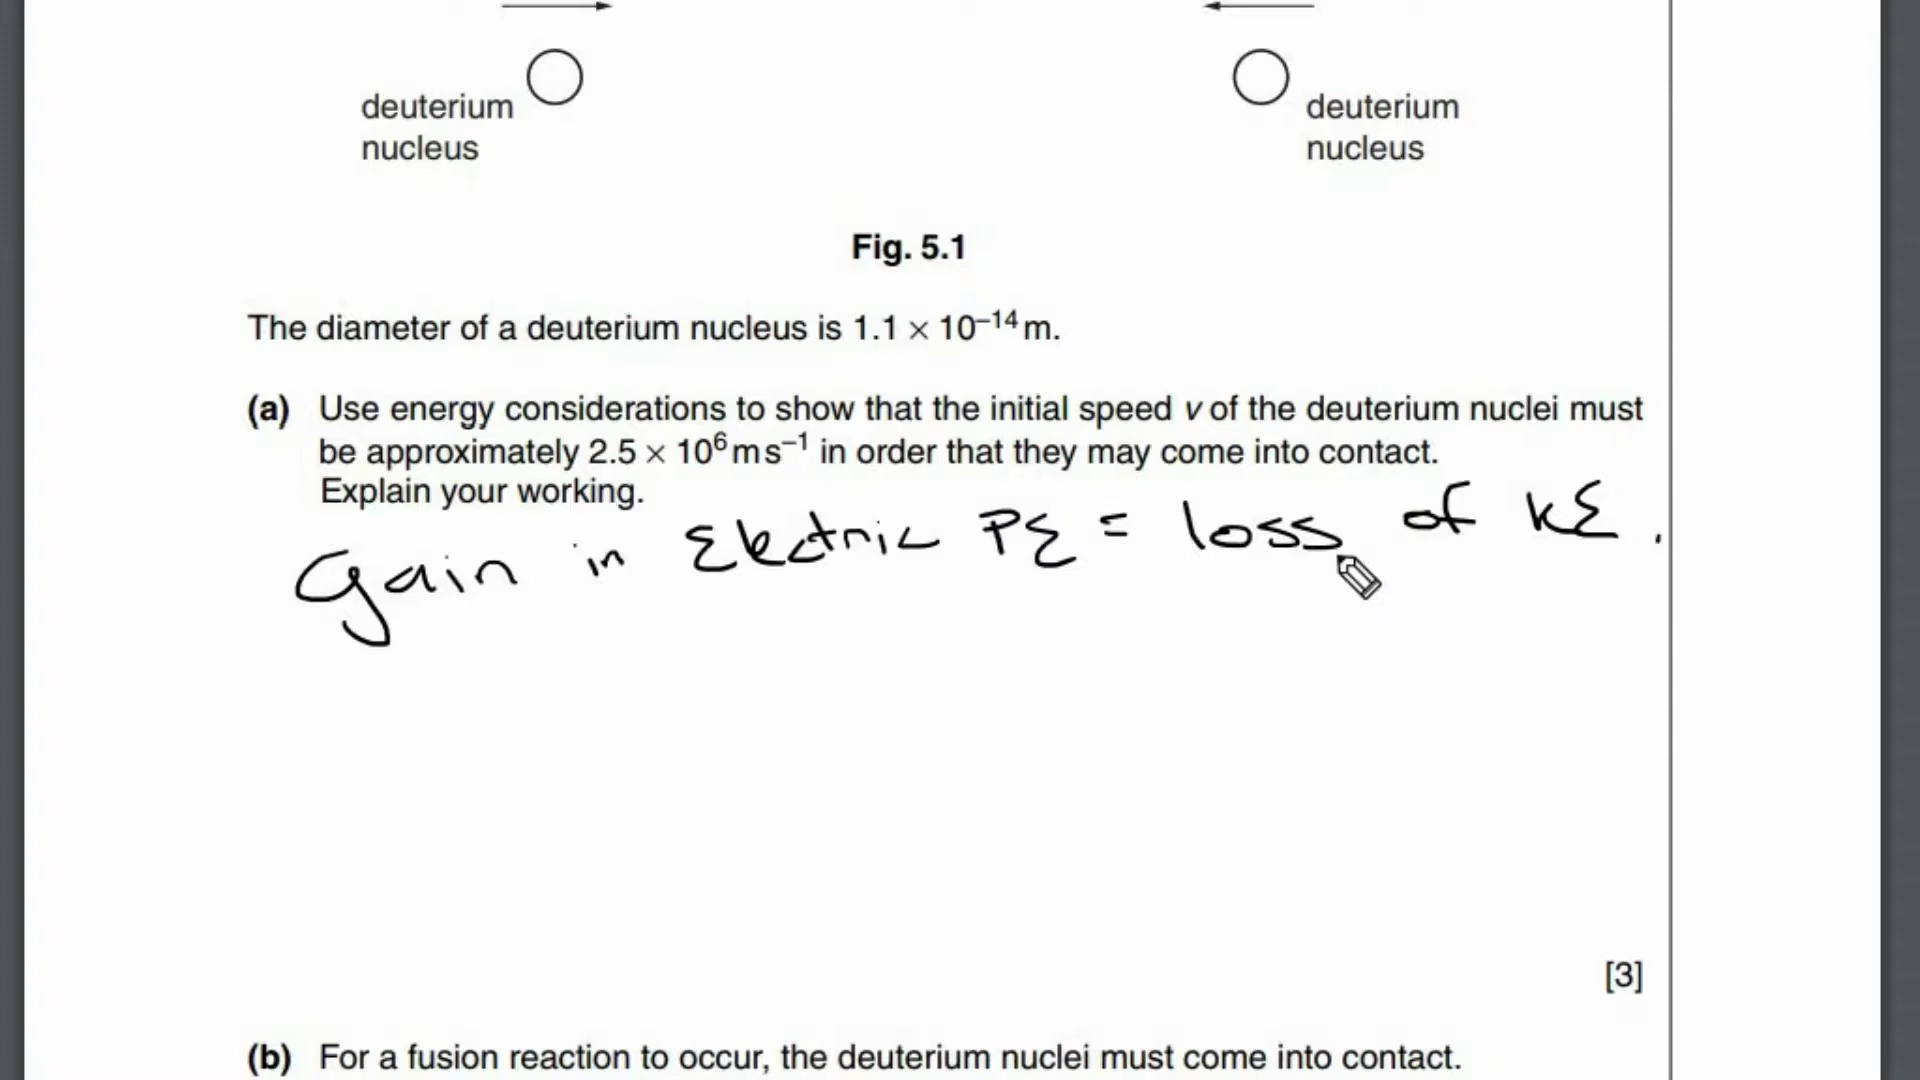 deuterium nucleus
deuterium nucleus
Fig. 5.1
The diameter of a deuterium nucleus is 1.1 × 10⁻¹⁴ m.
(a) Use energy considerations to show that the initial speed v of the deuterium nuclei must
be approximately 2.5 × 10⁶ m s⁻¹ in order that they may come into contact.
Explain your working.
Gain in Electric PE = loss of KE.
[3]
(b) For a fusion reaction to occur, the deuterium nuclei must come into contact.